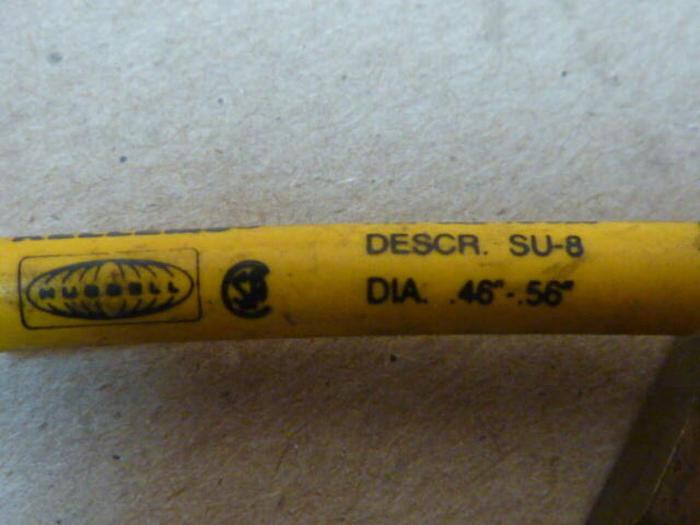 DESCR. SU-8
HUBBELL
DIA. .46"-.56"